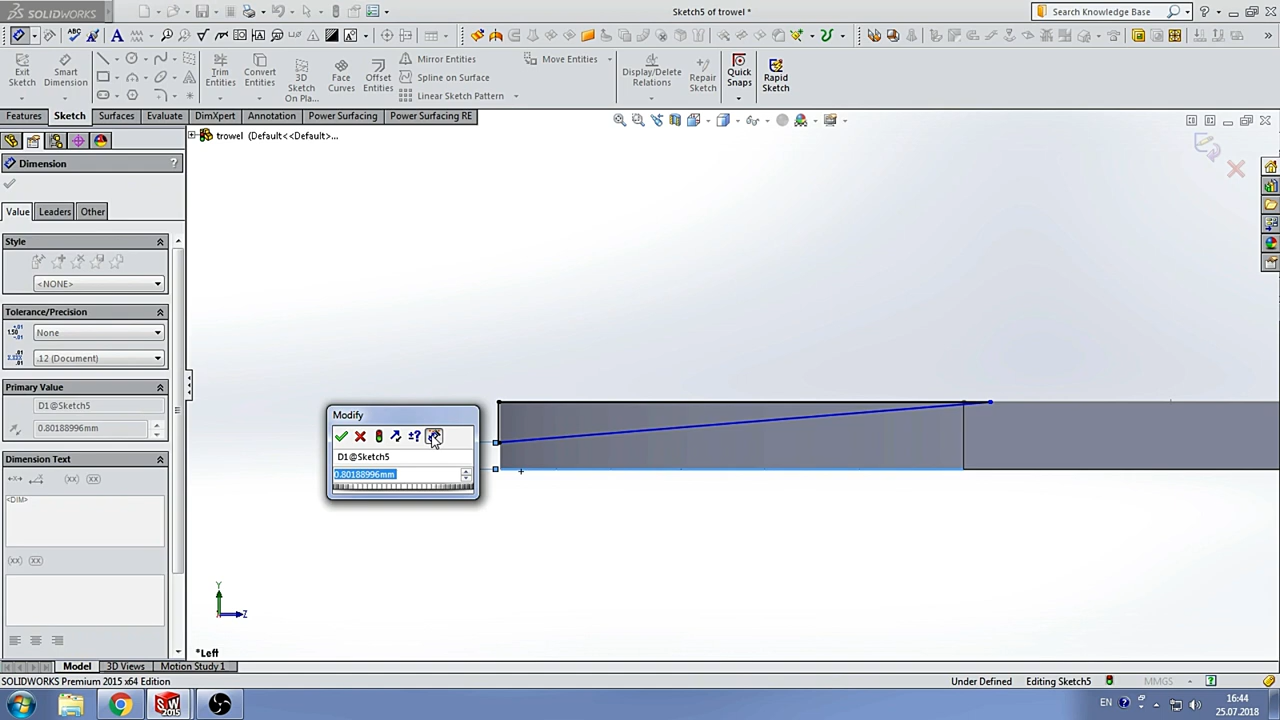 SOLIDWORKS
Sketch5 of trowel *
Search Knowledge Base
Exit Sketch
Smart Dimension
Trim Entities
Convert Entities
3D Sketch On Pla...
Face Curves
Offset Entities
Mirror Entities
Spline on Surface
Linear Sketch Pattern
Move Entities
Display/Delete Relations
Repair Sketch
Quick Snaps
Rapid Sketch
Features
Sketch
Surfaces
Evaluate
DimXpert
Annotation
Power Surfacing
Power Surfacing RE
trowel (Default<<Default>...
Dimension
?
Value
Leaders
Other
Style
<NONE>
Tolerance/Precision
None
.12 (Document)
Primary Value
D1@Sketch5
0.80188996mm
Dimension Text
<DIM>
Modify
D1@Sketch5
0.80188996mm
Y
Z
*Left
Model
3D Views
Motion Study 1
SOLIDWORKS Premium 2015 x64 Edition
Under Defined
Editing Sketch5
MMGS
EN
16:44
25.07.2018